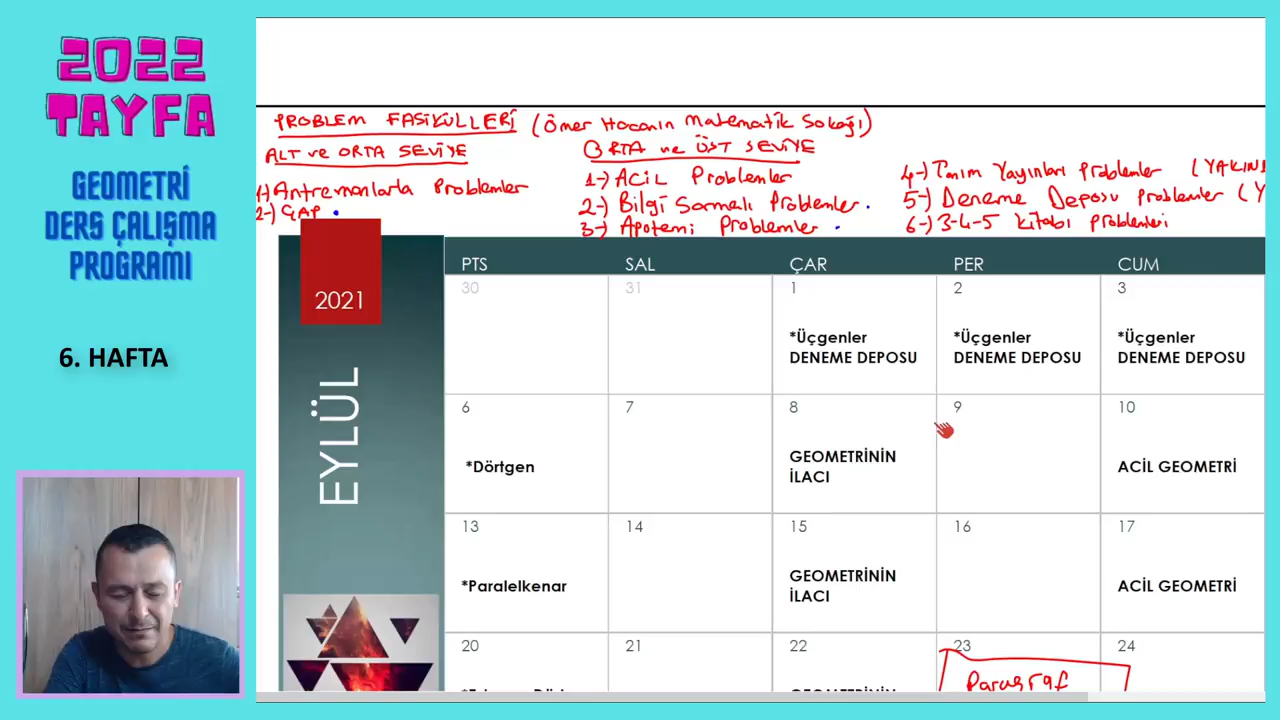 2022
TAYFA
GEOMETRİ
DERS ÇALIŞMA
PROGRAMI
6. HAFTA
PROBLEM FASİKÜLLERİ (Ömer Hocanın Matematik Sokağı)
ALT ve ORTA SEVİYE
1-) Antremanlarla Problemler
2-) ÇAP
ORTA ve ÜST SEVİYE
1-) ACİL Problemler
2-) Bilgi Sarmalı Problemler
3-) Apotemi Problemler
4-) Tanım Yayınları Problemler (YAKIN
5-) Deneme Deposu Problemler (Y
6-) 3-4-5 kitabı problemleri
2021
EYLÜL
PTS SAL ÇAR PER CUM
30 31 1 2 3
*Üçgenler *Üçgenler *Üçgenler
DENEME DEPOSU DENEME DEPOSU DENEME DEPOSU
6 7 8 9 10
*Dörtgen GEOMETRİNİN İLACI ACİL GEOMETRİ
13 14 15 16 17
*Paralelkenar GEOMETRİNİN İLACI ACİL GEOMETRİ
20 21 22 23 24
Paragraf